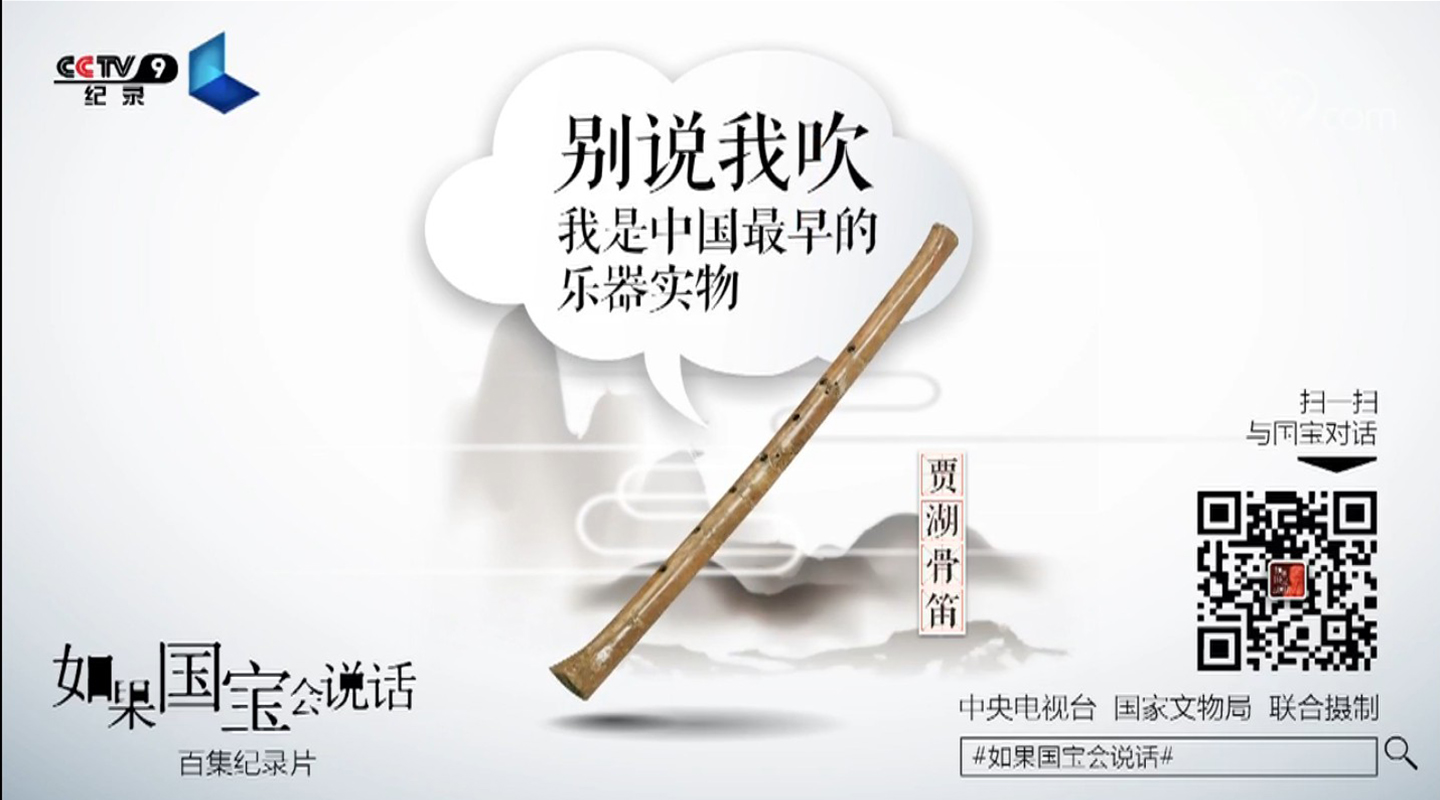 CCTV 9
纪录
别说我吹
我是中国最早的
乐器实物
扫一扫
与国宝对话
贾湖骨笛
如果国宝会说话
百集纪录片
中央电视台 国家文物局 联合摄制
#如果国宝会说话#